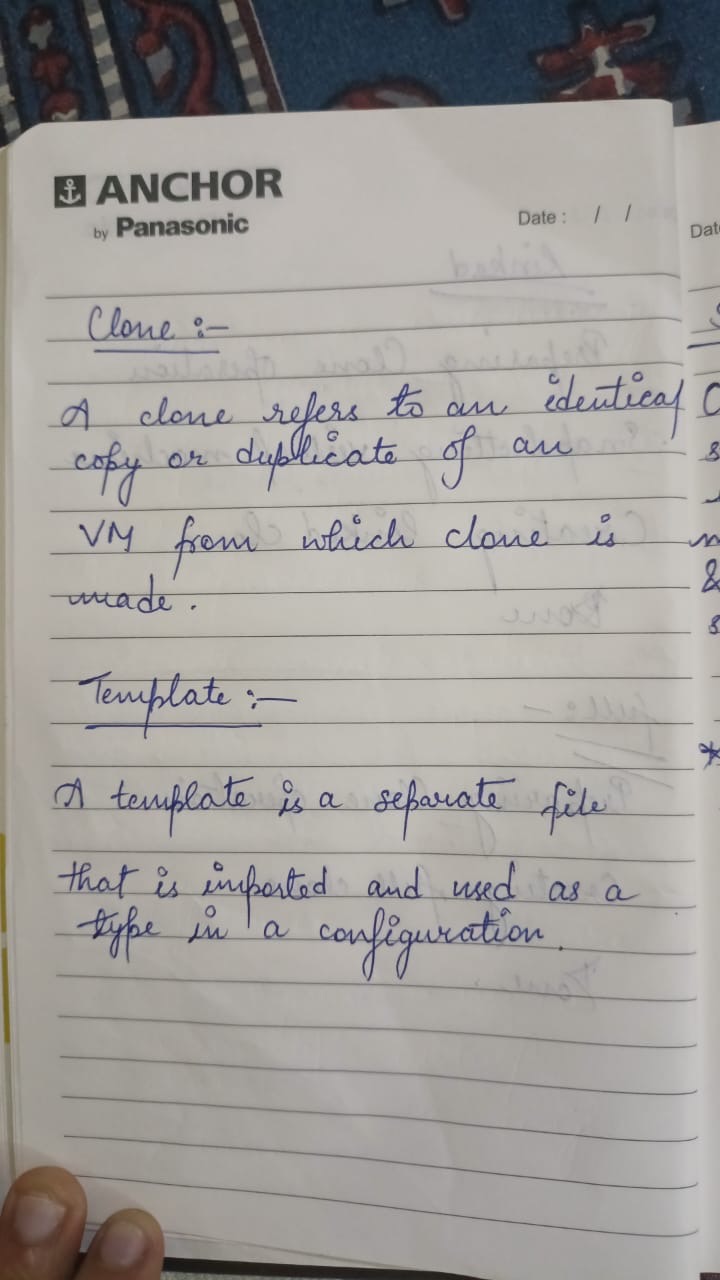 ANCHOR
by Panasonic
Date : / /
Dat
Clone :-
A clone refers to an identical
copy or duplicate of an
VM from which clone is
made.
Template :-
A template is a separate file
that is imported and used as a
type in a configuration.